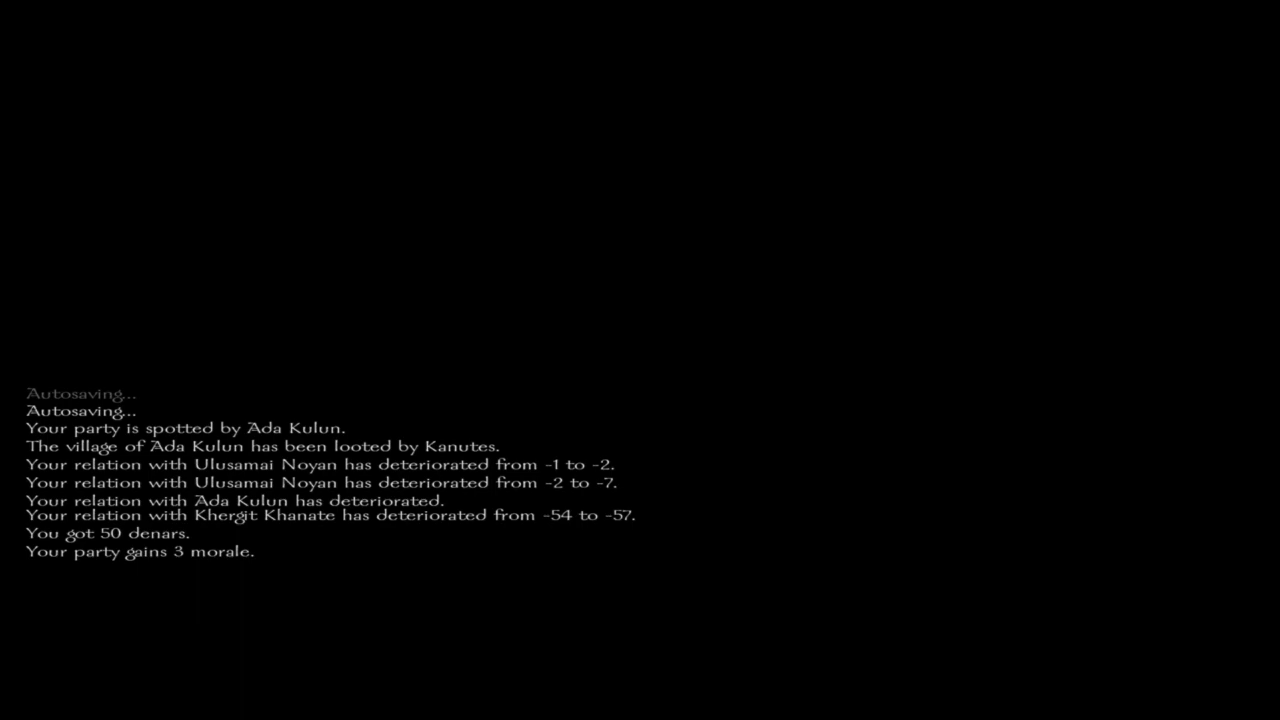 Autosaving...
Autosaving...
Your party is spotted by Ada Kulun.
The village of Ada Kulun has been looted by Kanutes.
Your relation with Ulusamai Noyan has deteriorated from -1 to -2.
Your relation with Ulusamai Noyan has deteriorated from -2 to -7.
Your relation with Ada Kulun has deteriorated.
Your relation with Khergit Khanate has deteriorated from -54 to -57.
You got 50 denars.
Your party gains 3 morale.